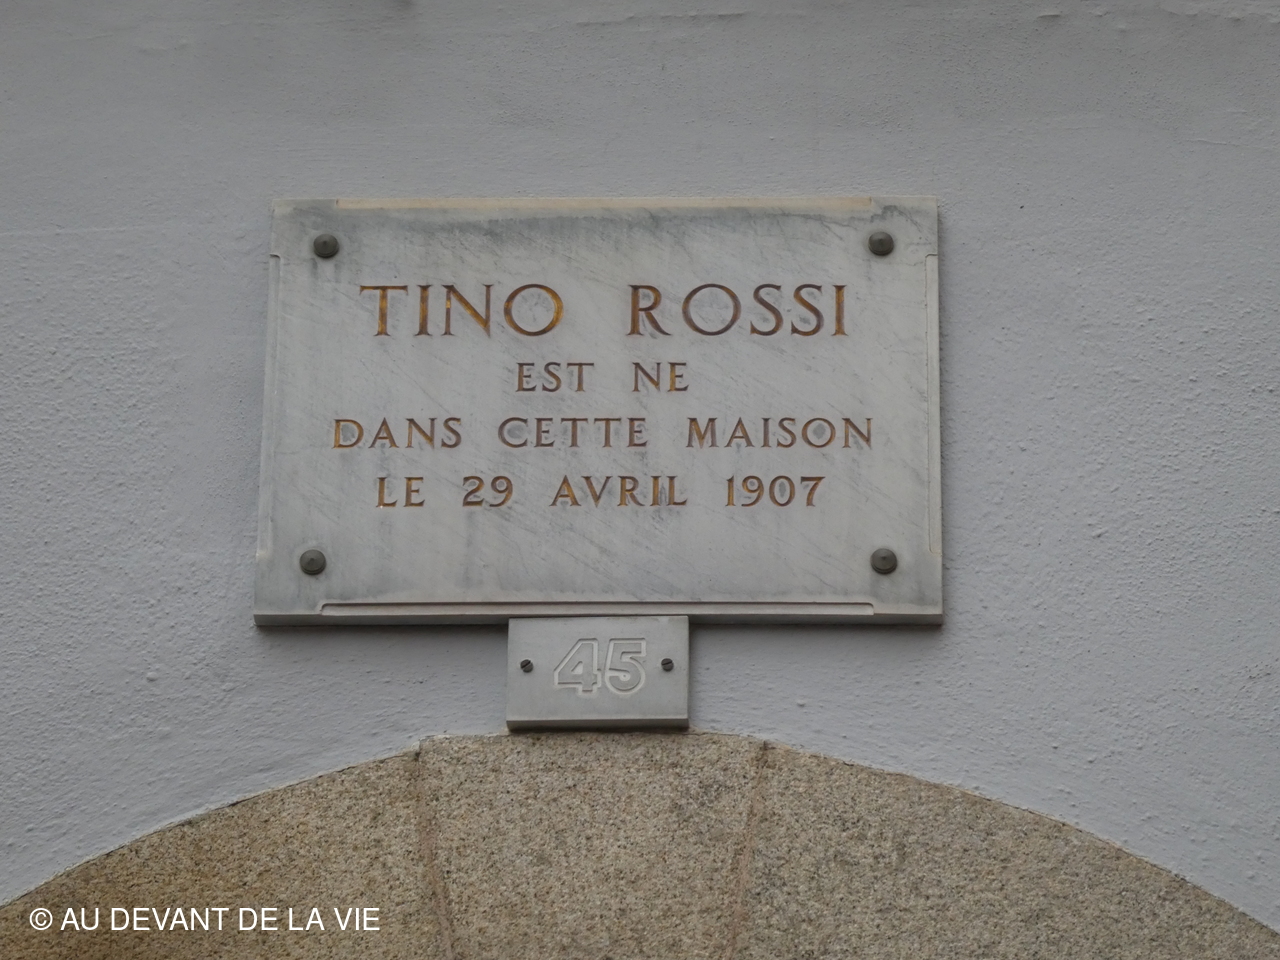 TINO ROSSI
EST NE
DANS CETTE MAISON
LE 29 AVRIL 1907
45
© AU DEVANT DE LA VIE